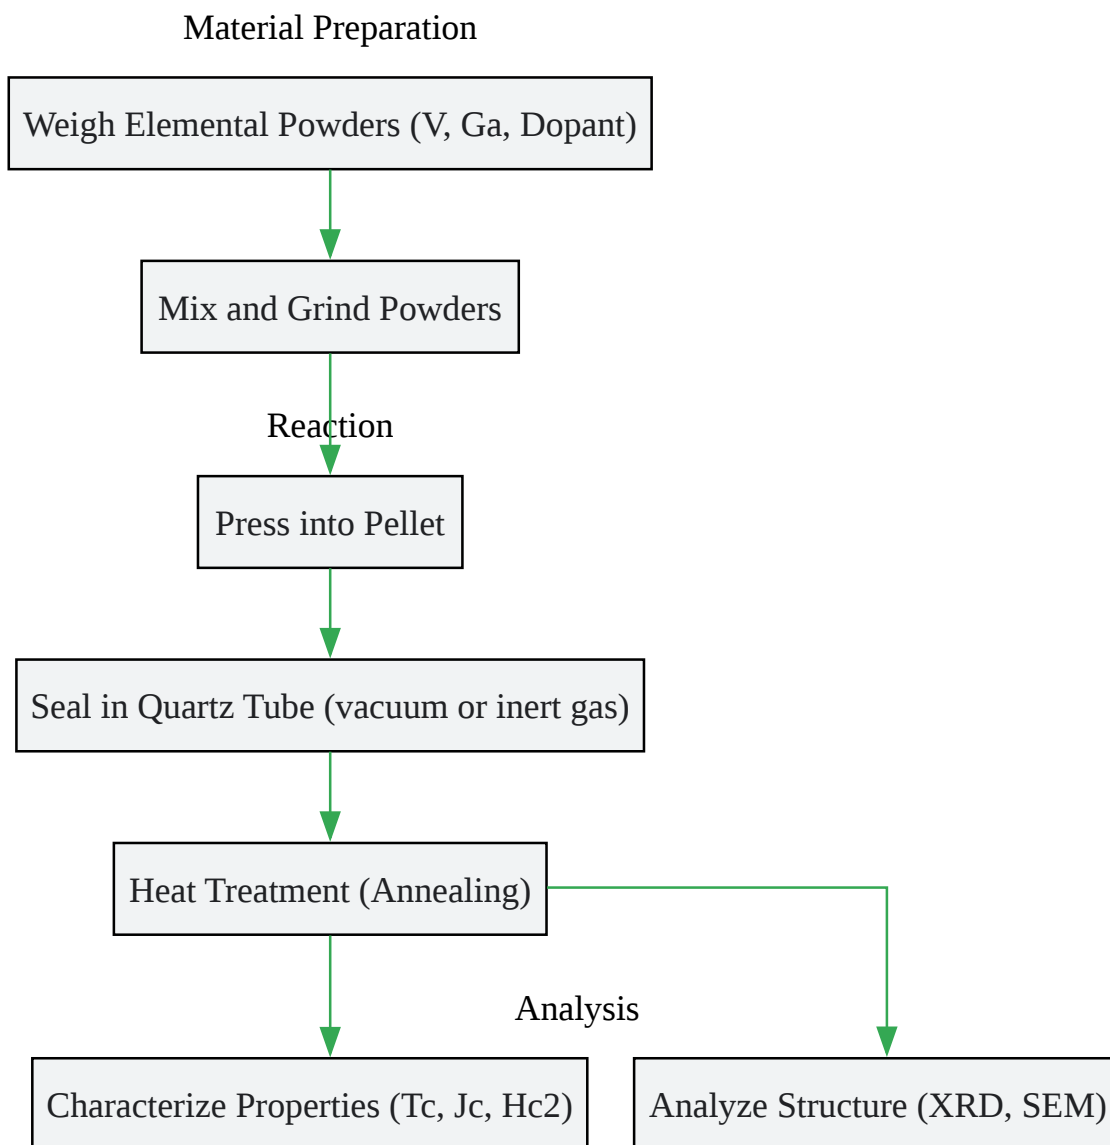 Material Preparation
Weigh Elemental Powders (V, Ga, Dopant)
Mix and Grind Powders
Reaction
Press into Pellet
Seal in Quartz Tube (vacuum or inert gas)
Heat Treatment (Annealing)
Analysis
Characterize Properties (Tc, Jc, Hc2)
Analyze Structure (XRD, SEM)